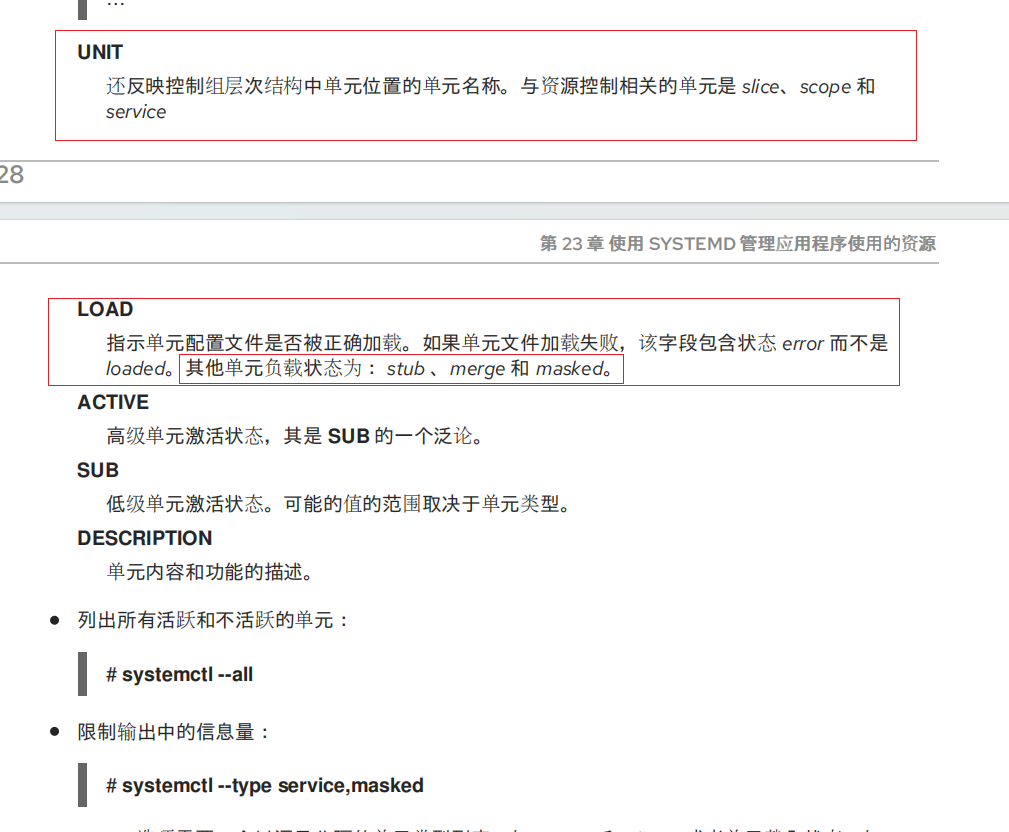 ...
UNIT
还反映控制组层次结构中单元位置的单元名称。与资源控制相关的单元是 slice、scope 和
service
28
第 23 章 使用 SYSTEMD 管理应用程序使用的资源
LOAD
指示单元配置文件是否被正确加载。如果单元文件加载失败，该字段包含状态 error 而不是
loaded。其他单元负载状态为：stub 、merge 和 masked。
ACTIVE
高级单元激活状态，其是 SUB 的一个泛论。
SUB
低级单元激活状态。可能的值的范围取决于单元类型。
DESCRIPTION
单元内容和功能的描述。
● 列出所有活跃和不活跃的单元：
# systemctl --all
● 限制输出中的信息量：
# systemctl --type service,masked